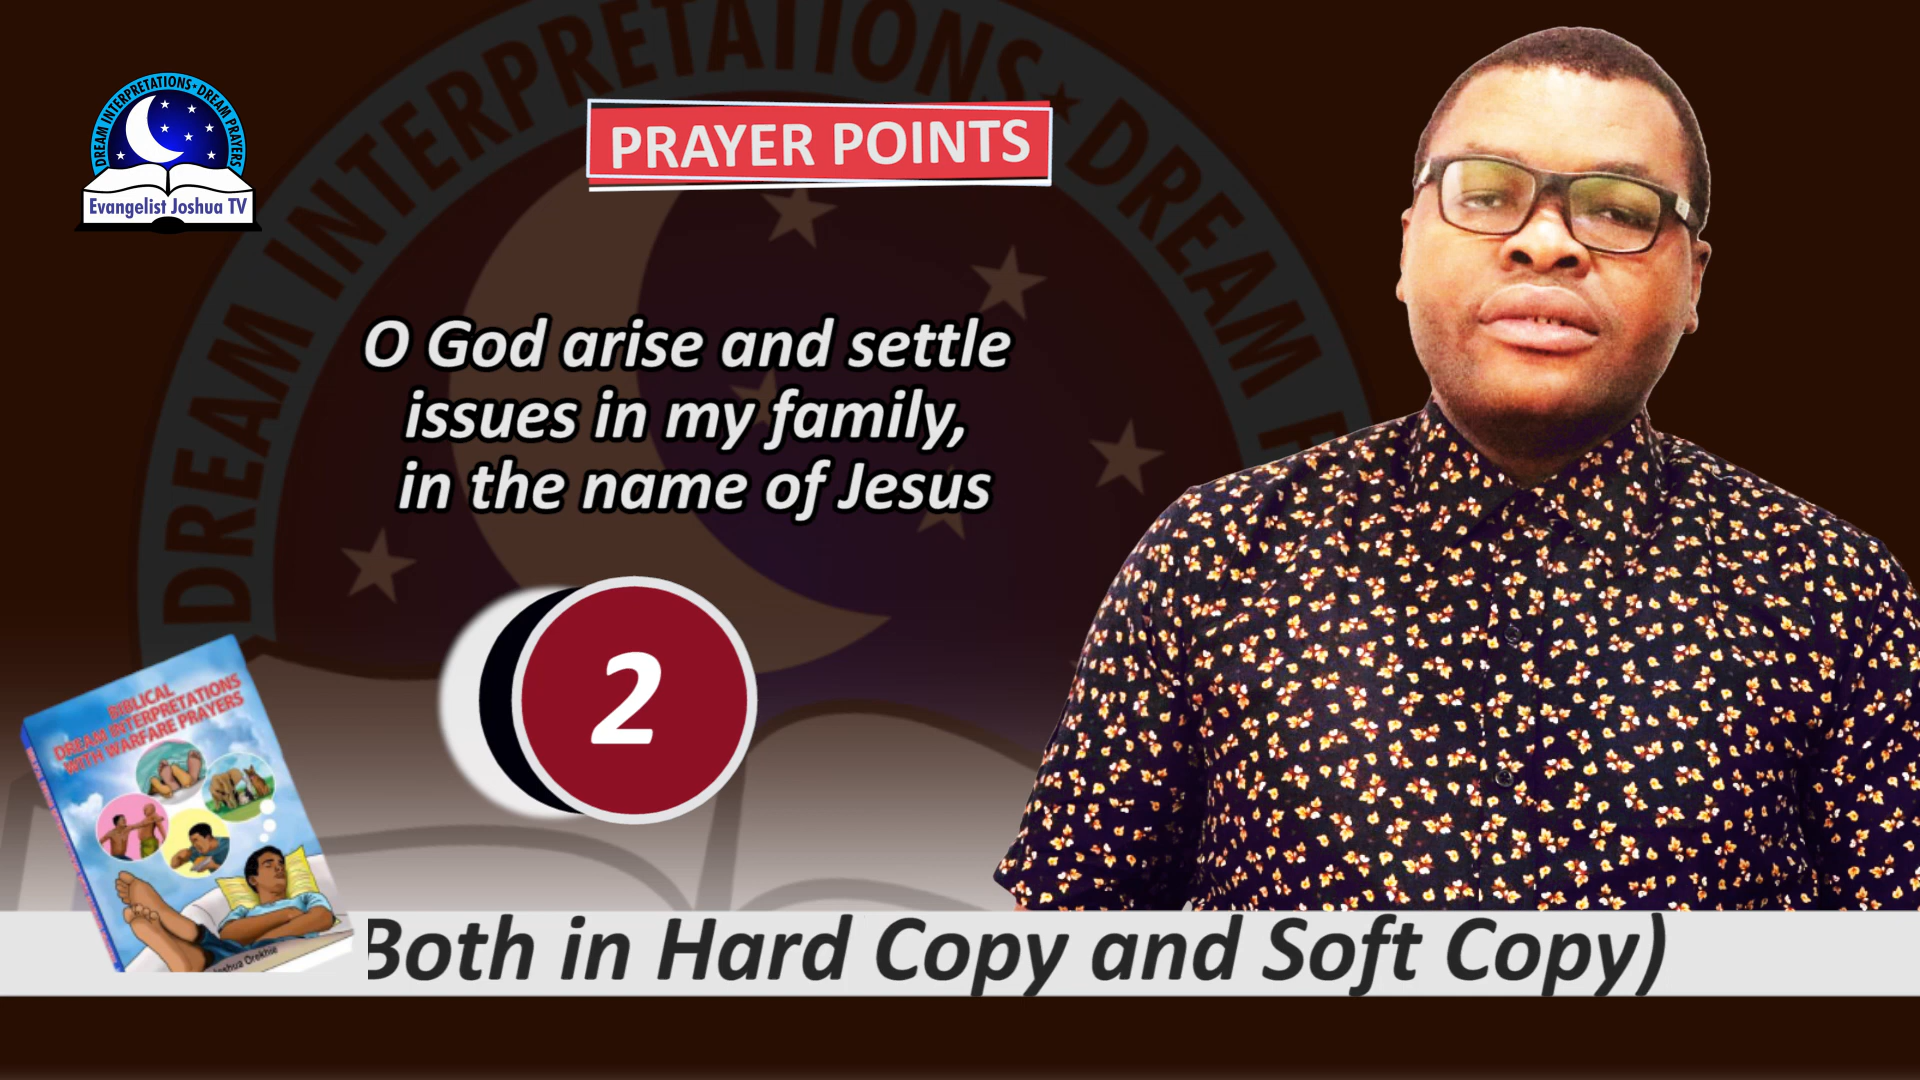 DREAM INTERPRETATIONS • DREAM PRAYERS
Evangelist Joshua TV
PRAYER POINTS
DREAM INTERPRETATIONS ★ DREAM
O God arise and settle
issues in my family,
in the name of Jesus
2
BIBLICAL
DREAM INTERPRETATIONS
WITH WARFARE PRAYERS
Joshua Orekhie
Both in Hard Copy and Soft Copy)